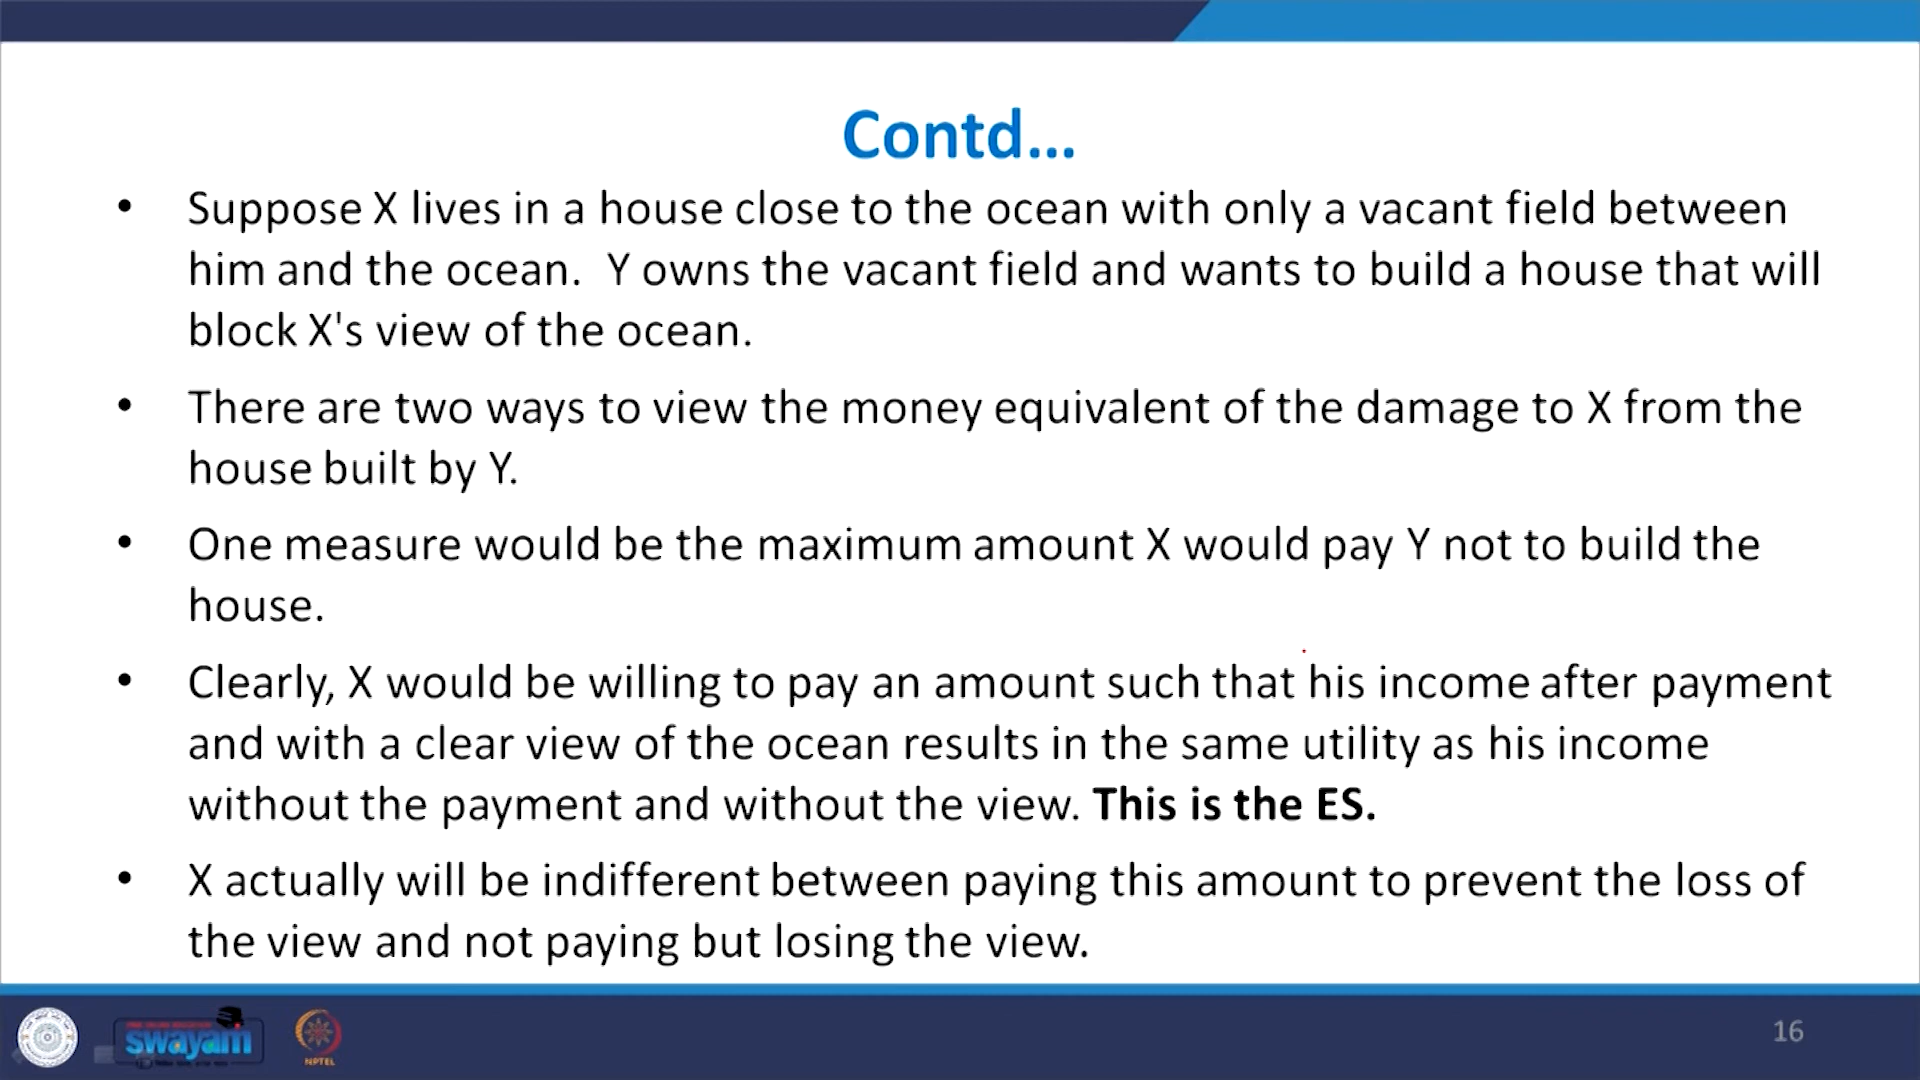 Contd...
• Suppose X lives in a house close to the ocean with only a vacant field between
him and the ocean.  Y owns the vacant field and wants to build a house that will
block X's view of the ocean.
• There are two ways to view the money equivalent of the damage to X from the
house built by Y.
• One measure would be the maximum amount X would pay Y not to build the
house.
• Clearly, X would be willing to pay an amount such that his income after payment
and with a clear view of the ocean results in the same utility as his income
without the payment and without the view. This is the ES.
• X actually will be indifferent between paying this amount to prevent the loss of
the view and not paying but losing the view.
swayam
NPTEL
16